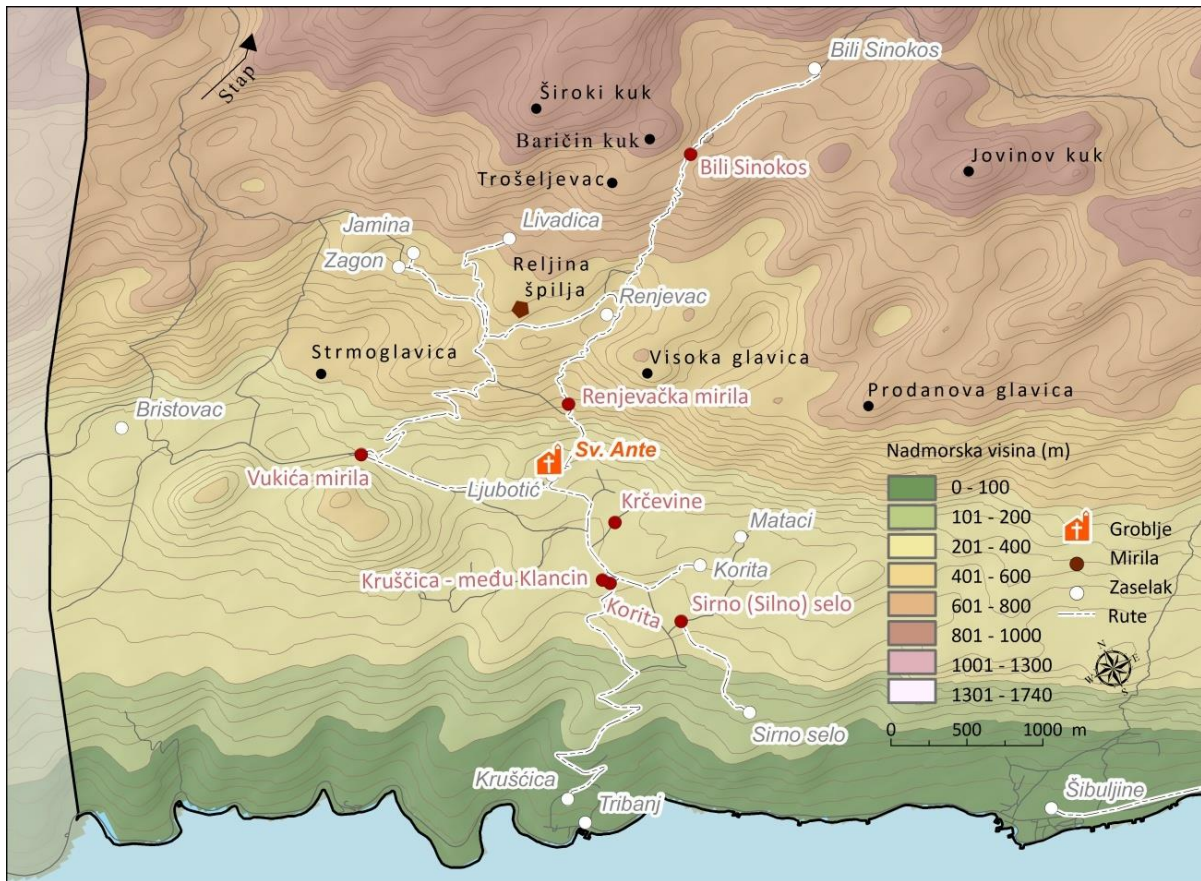 Bili Sinokos
Stap
Široki kuk
Baričin kuk
Jovinov kuk
Bili Sinokos
Trošeljevac
Jamina
Livadica
Zagon
Reljina
špilja
Renjevac
Strmoglavica
Visoka glavica
Renjevačka mirila
Prodanova glavica
Bristovac
Sv. Ante
Vukića mirila
Ljubotić
Krčevine
Mataci
Kruščica - među Klancin
Korita
Korita
Sirno (Silno) selo
Sirno selo
Krušćica
Tribanj
Šibuljine
Nadmorska visina (m)
0 - 100
101 - 200
201 - 400
401 - 600
601 - 800
801 - 1000
1001 - 1300
1301 - 1740
Groblje
Mirila
Zaselak
Rute
N
E
W
S
0 500 1000 m